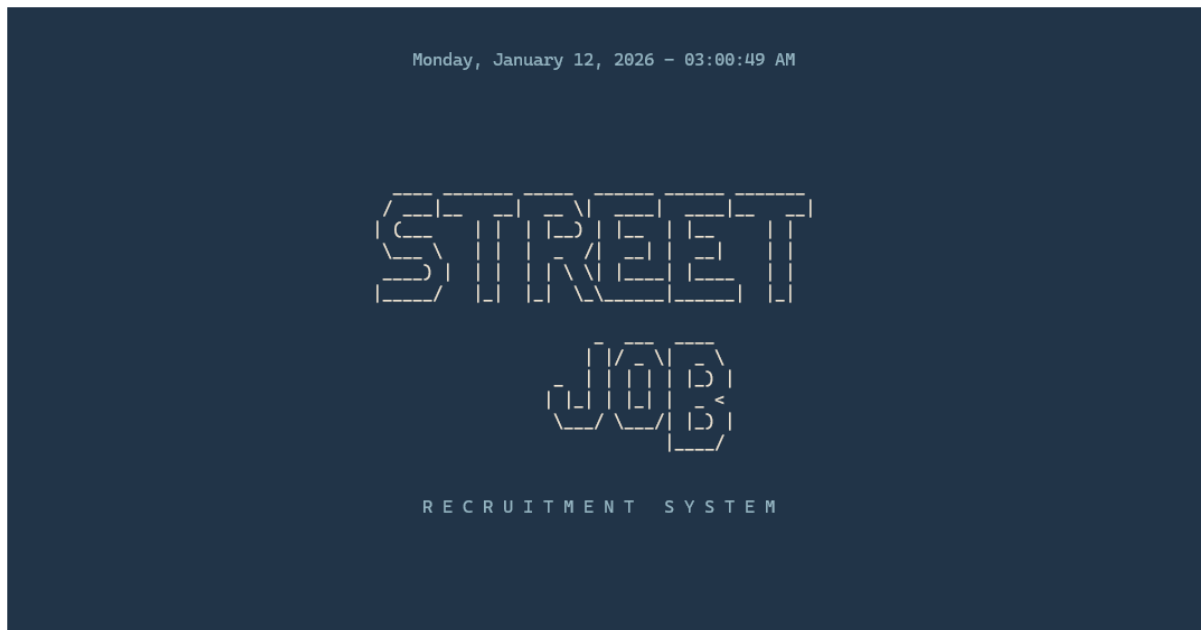 Monday, January 12, 2026 – 03:00:49 AM
STREET
JOB
RECRUITMENT SYSTEM